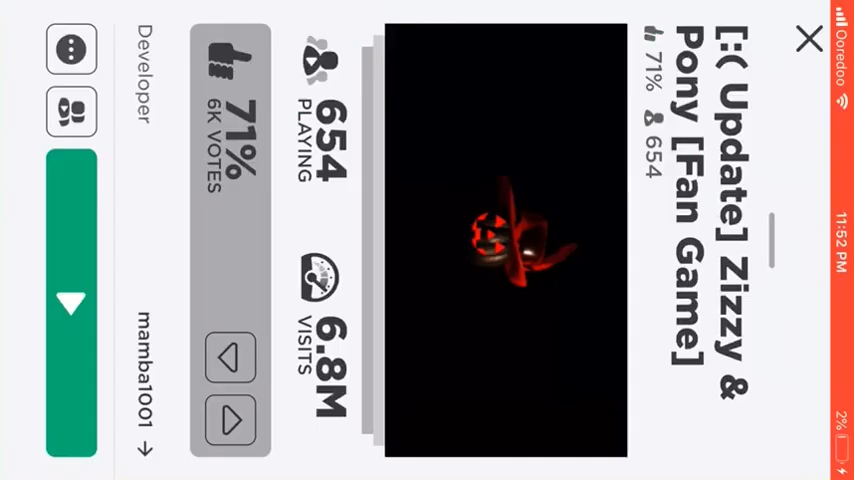 Ooredoo
11:52 PM
2%
[:( Update] Zizzy &
Pony [Fan Game]
71% 654
654
PLAYING
6.8M
VISITS
71%
6K VOTES
Developer
mamba1001